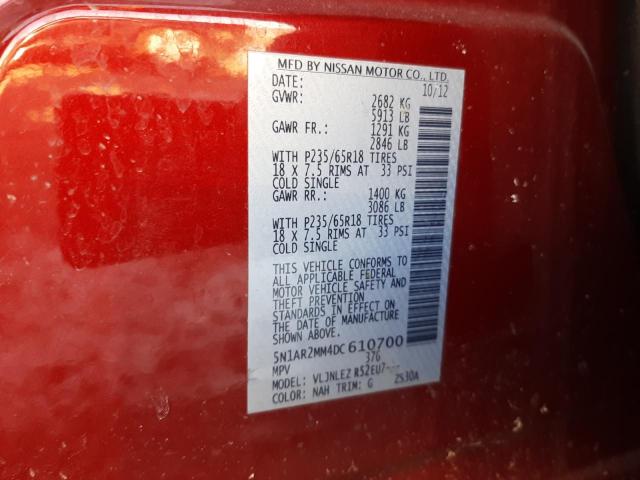 MFD BY NISSAN MOTOR CO., LTD.
DATE: 10/12
GVWR: 2682 KG
5913 LB
GAWR FR.: 1291 KG
2846 LB
WITH P235/65R18 TIRES
18 X 7.5 RIMS AT 33 PSI
COLD SINGLE
GAWR RR.: 1400 KG
3086 LB
WITH P235/65R18 TIRES
18 X 7.5 RIMS AT 33 PSI
COLD SINGLE
THIS VEHICLE CONFORMS TO
ALL APPLICABLE FEDERAL
MOTOR VEHICLE SAFETY AND
THEFT PREVENTION
STANDARDS IN EFFECT ON
THE DATE OF MANUFACTURE
SHOWN ABOVE.
5N1AR2MM4DC610700
MPV 376
MODEL: VLJNLEZ
COLOR: NAH TRIM: G ZS30A